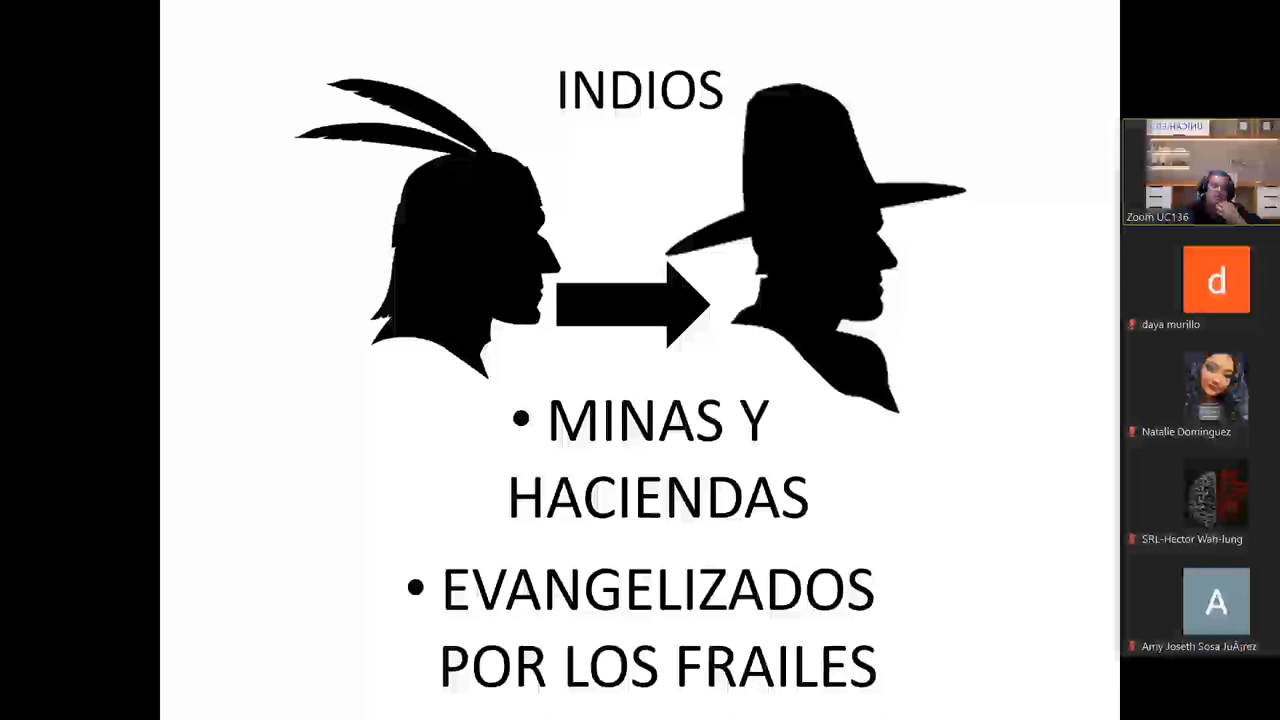 INDIOS
• MINAS Y
HACIENDAS
• EVANGELIZADOS
POR LOS FRAILES
Zoom UC136
d
daya murillo
Natalie Dominguez
SRL-Hector Wah-lung
A
Amy Joseth Sosa JuÃ¡rez